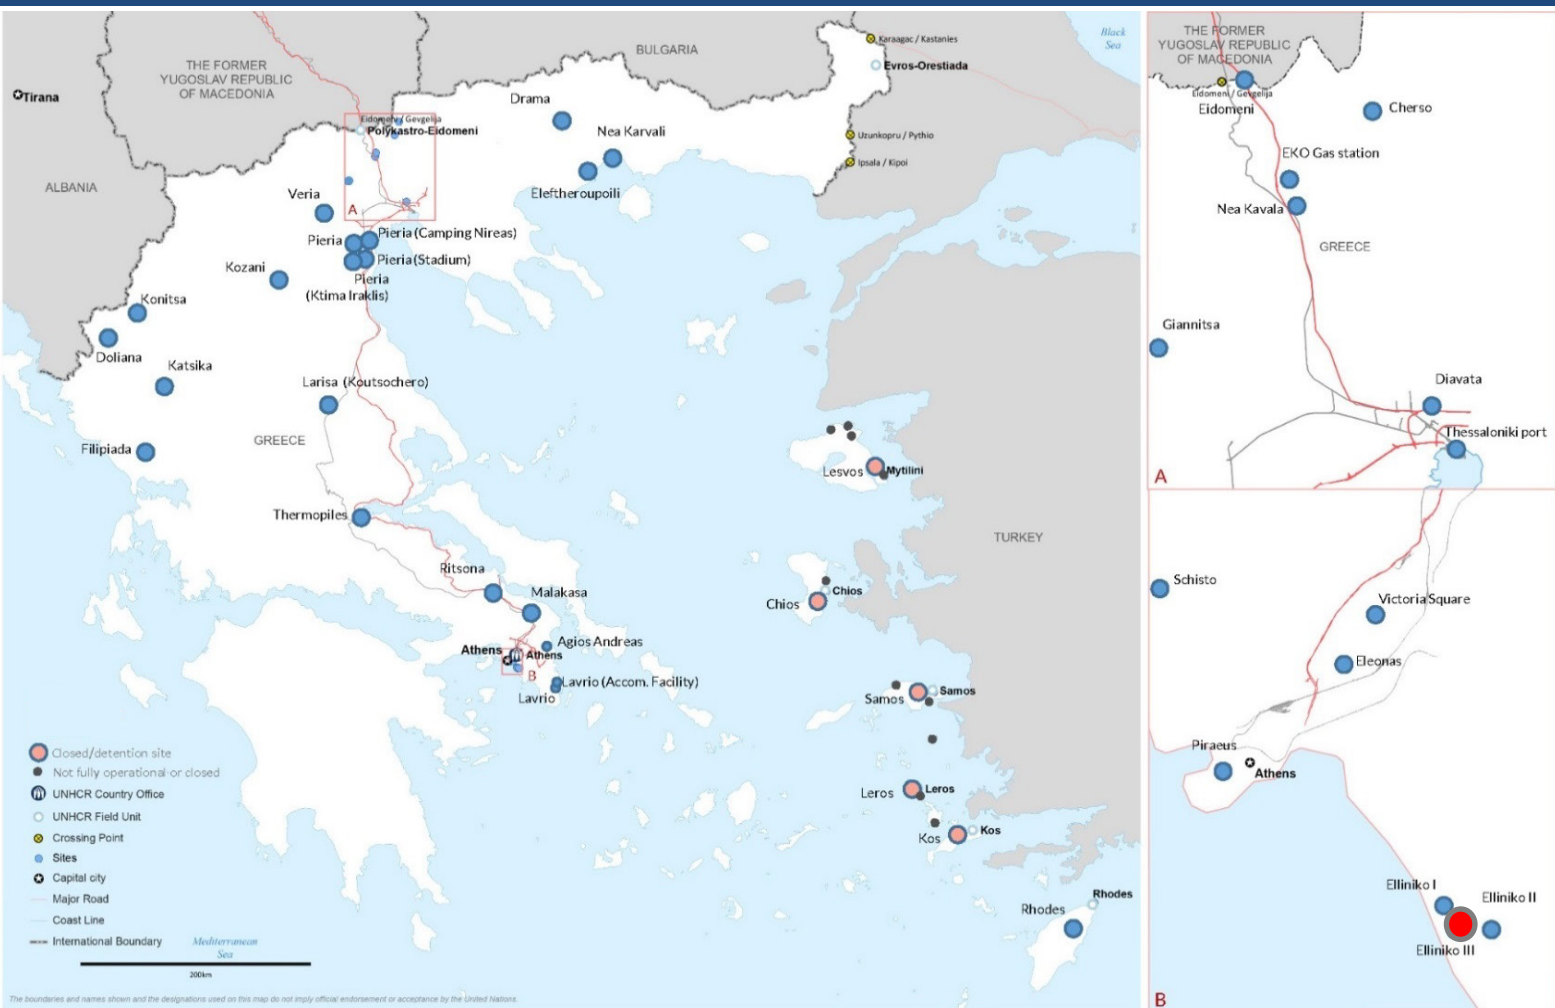 BULGARIA
Black
Sea
Karaagac / Kastanies
Evros-Orestiada
THE FORMER
YUGOSLAV REPUBLIC
OF MACEDONIA
Tirana
Drama
Eidomeni / Gevgelija
Polykastro-Eidomeni
Nea Karvali
Uzunkopru / Pythio
Ipsala / Kipoi
ALBANIA
Veria
A
Eleftheroupoili
Pieria
Pieria (Camping Nireas)
Pieria (Stadium)
Kozani
Pieria
(Ktima Iraklis)
Konitsa
Doliana
Katsika
Larisa (Koutsochero)
GREECE
Filipiada
Lesvos
Mytilini
Thermopiles
TURKEY
Ritsona
Malakasa
Chios
Chios
Agios Andreas
Athens
Athens
B
Lavrio (Accom. Facility)
Lavrio
Samos
Samos
Leros
Leros
Kos
Kos
Rhodes
Rhodes
Closed/detention site
Not fully operational or closed
UNHCR Country Office
UNHCR Field Unit
Crossing Point
Sites
Capital city
Major Road
Coast Line
International Boundary
Mediterranean
Sea
200km
The boundaries and names shown and the designations used on this map do not imply official endorsement or acceptance by the United Nations.
THE FORMER
YUGOSLAV REPUBLIC
OF MACEDONIA
Eidomeni / Gevgelija
Eidomeni
Cherso
EKO Gas station
Nea Kavala
GREECE
Giannitsa
Diavata
Thessaloniki port
A
Schisto
Victoria Square
Eleonas
Piraeus
Athens
Elliniko I
Elliniko II
Elliniko III
B